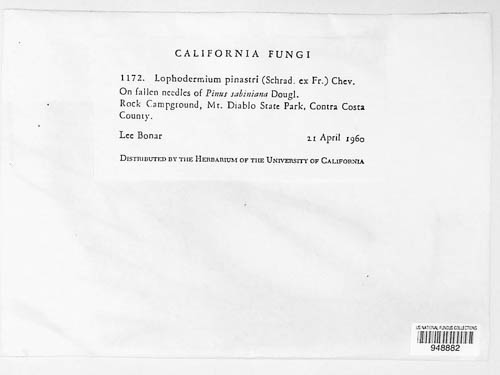 CALIFORNIA FUNGI
1172. Lophodermium pinastri (Schrad. ex Fr.) Chev.
On fallen needles of Pinus sabiniana Dougl.
Rock Campground, Mt. Diablo State Park, Contra Costa
County.
Lee Bonar 21 April 1960
DISTRIBUTED BY THE HERBARIUM OF THE UNIVERSITY OF CALIFORNIA
US NATIONAL FUNGUS COLLECTIONS
948882